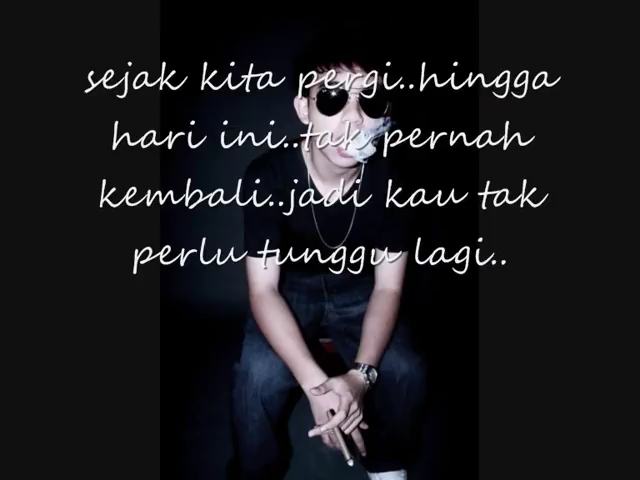 sejak kita pergi..hingga
hari ini..tak pernah
kembali..jadi kau tak
perlu tunggu lagi..